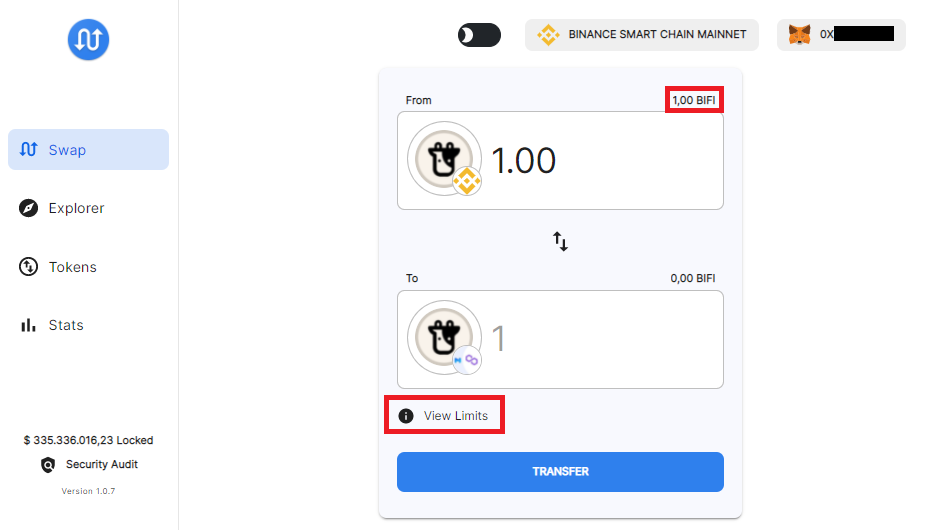 BINANCE SMART CHAIN MAINNET
0X
Swap
Explorer
Tokens
Stats
$ 335.336.016,23 Locked
Security Audit
Version 1.0.7
From
1,00 BIFI
1.00
To
0,00 BIFI
1
View Limits
TRANSFER